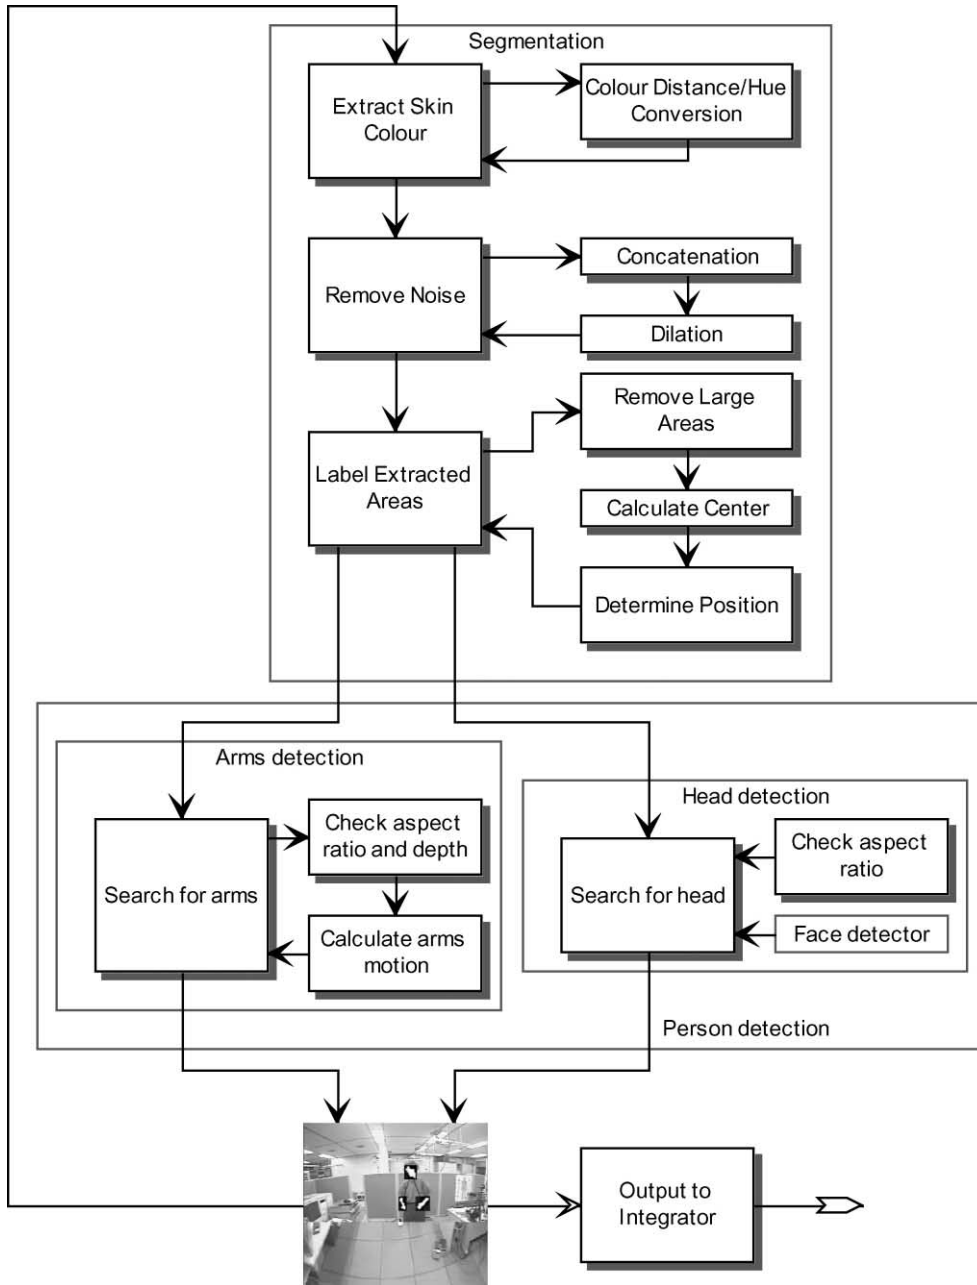 Segmentation
Extract Skin
Colour
Colour Distance/Hue
Conversion
Remove Noise
Concatenation
Dilation
Label Extracted
Areas
Remove Large
Areas
Calculate Center
Determine Position
Arms detection
Search for arms
Check aspect
ratio and depth
Calculate arms
motion
Head detection
Search for head
Check aspect
ratio
Face detector
Person detection
Output to
Integrator